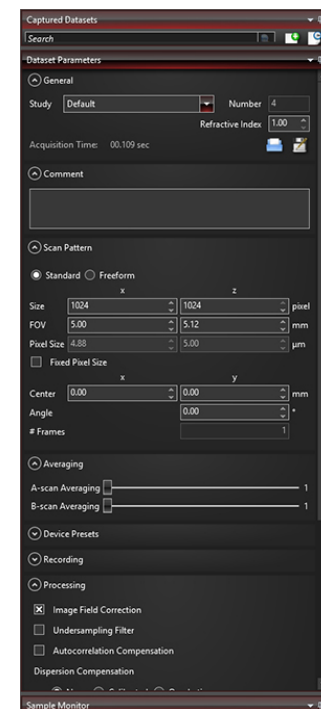 Captured Datasets
Search
Dataset Parameters
General
Study Default Number 4
Refractive Index 1.00
Acquisition Time: 00.109 sec
Comment
Scan Pattern
Standard Freeform
x z
Size 1024 1024 pixel
FOV 5.00 5.12 mm
Pixel Size 4.88 5.00 µm
Fixed Pixel Size
x y
Center 0.00 0.00 mm
Angle 0.00 °
# Frames 1
Averaging
A-scan Averaging 1
B-scan Averaging 1
Device Presets
Recording
Processing
Image Field Correction
Undersampling Filter
Autocorrelation Compensation
Dispersion Compensation
Sample Monitor